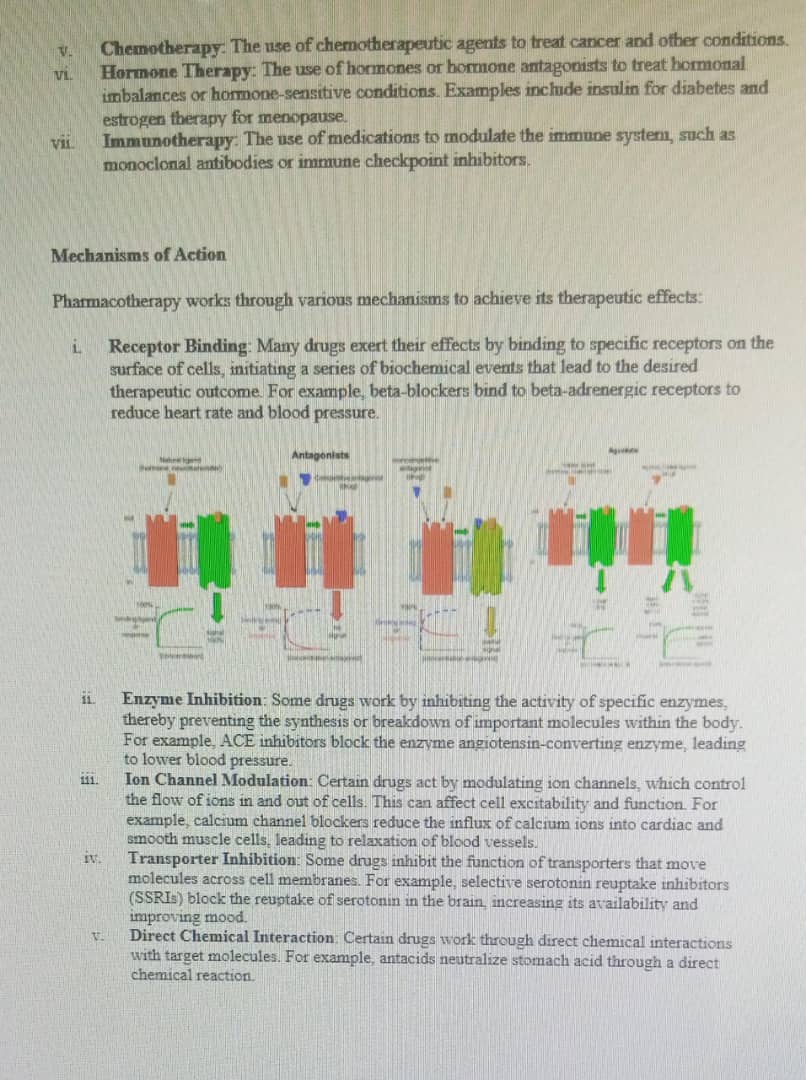 v. Chemotherapy: The use of chemotherapeutic agents to treat cancer and other conditions.
vi. Hormone Therapy: The use of hormones or hormone antagonists to treat hormonal
imbalances or hormone-sensitive conditions. Examples include insulin for diabetes and
estrogen therapy for menopause.
vii. Immunotherapy: The use of medications to modulate the immune system, such as
monoclonal antibodies or immune checkpoint inhibitors.
Mechanisms of Action
Pharmacotherapy works through various mechanisms to achieve its therapeutic effects:
i. Receptor Binding: Many drugs exert their effects by binding to specific receptors on the
surface of cells, initiating a series of biochemical events that lead to the desired
therapeutic outcome. For example, beta-blockers bind to beta-adrenergic receptors to
reduce heart rate and blood pressure.
Antagonists
Agonists
Natural ligand
Competitive antagonist
(drug)
100%
100%
100%
ii. Enzyme Inhibition: Some drugs work by inhibiting the activity of specific enzymes,
thereby preventing the synthesis or breakdown of important molecules within the body.
For example, ACE inhibitors block the enzyme angiotensin-converting enzyme, leading
to lower blood pressure.
iii. Ion Channel Modulation: Certain drugs act by modulating ion channels, which control
the flow of ions in and out of cells. This can affect cell excitability and function. For
example, calcium channel blockers reduce the influx of calcium ions into cardiac and
smooth muscle cells, leading to relaxation of blood vessels.
iv. Transporter Inhibition: Some drugs inhibit the function of transporters that move
molecules across cell membranes. For example, selective serotonin reuptake inhibitors
(SSRIs) block the reuptake of serotonin in the brain, increasing its availability and
improving mood.
v. Direct Chemical Interaction: Certain drugs work through direct chemical interactions
with target molecules. For example, antacids neutralize stomach acid through a direct
chemical reaction.